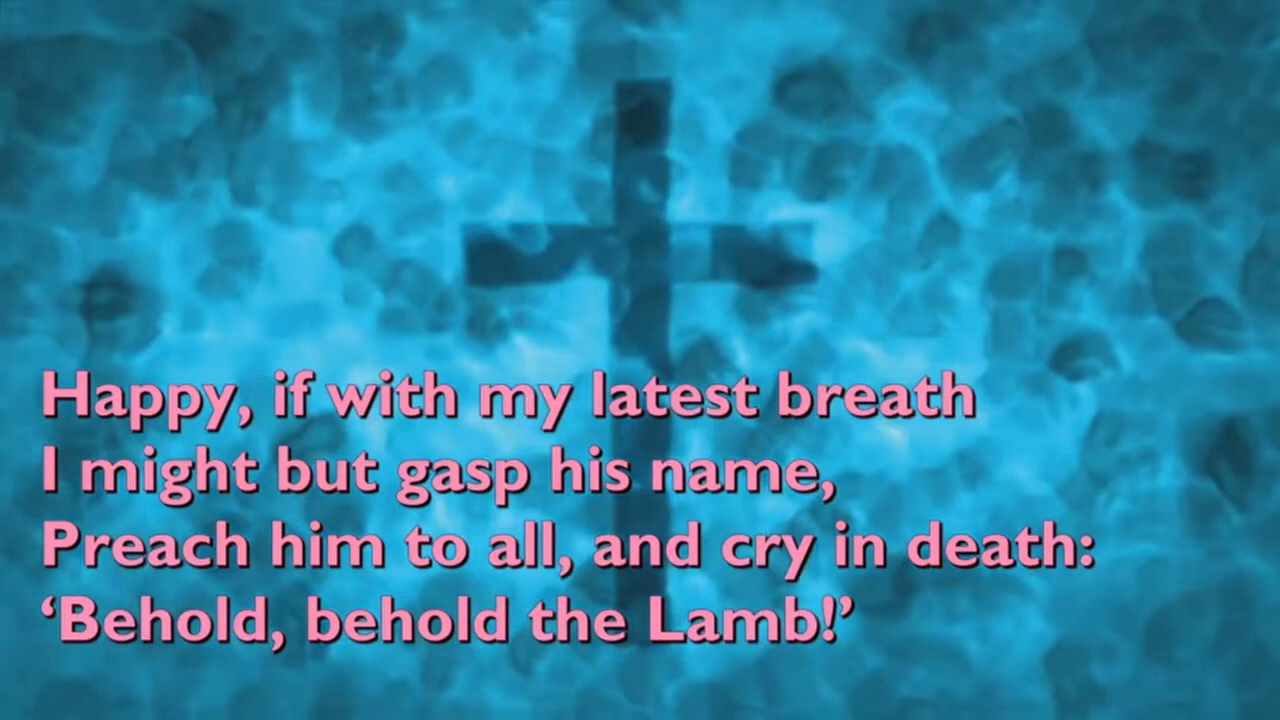 Happy, if with my latest breath
I might but gasp his name,
Preach him to all, and cry in death:
‘Behold, behold the Lamb!’